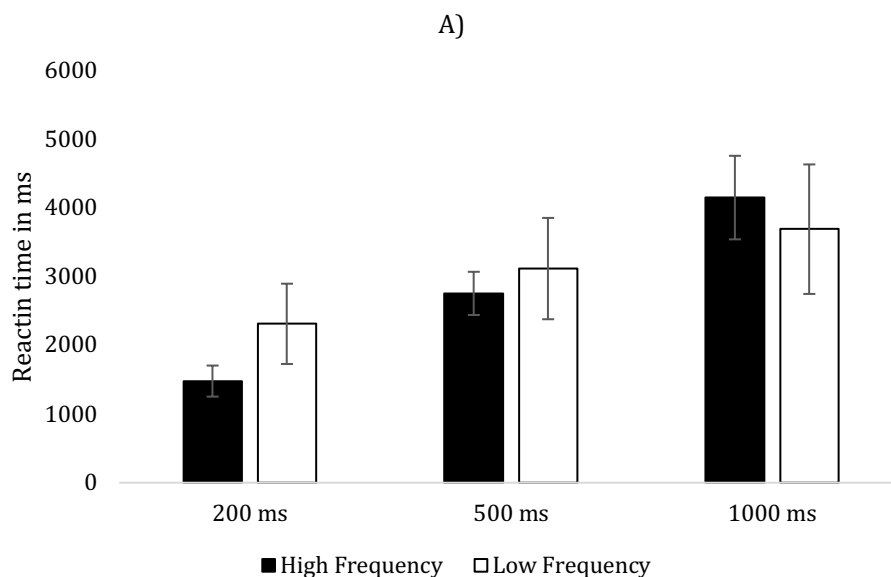 A)
6000
5000
4000
3000
2000
1000
0
Reactin time in ms
200 ms
500 ms
1000 ms
High Frequency
Low Frequency